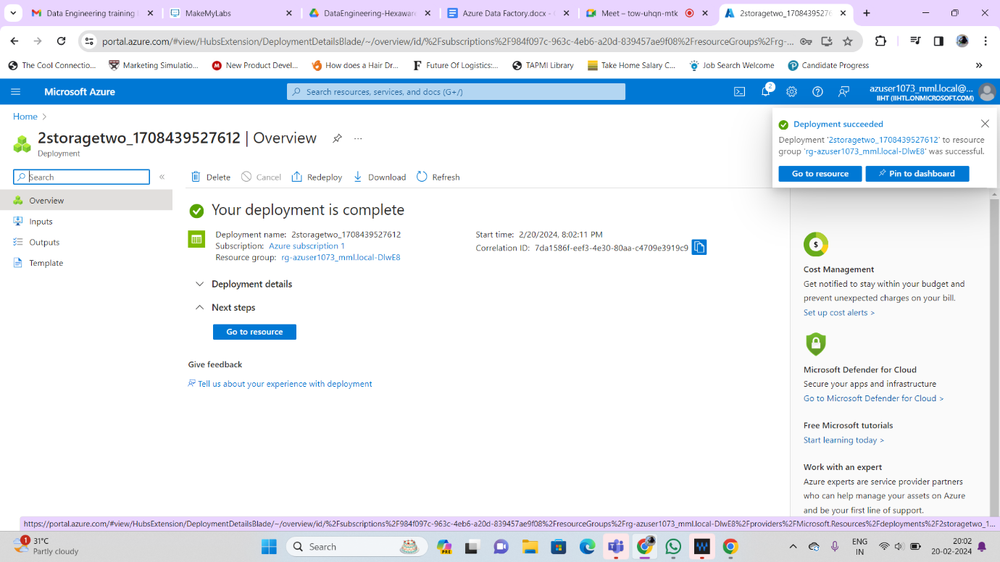 Data Engineering training
MakeMyLabs
DataEngineering-Hexaware
Azure Data Factory.docx -
Meet – tow-uhqn-mtk
2storagetwo_17084395276
portal.azure.com/#view/HubsExtension/DeploymentDetailsBlade/~/overview/id/%2Fsubscriptions%2F984f097c-963c-4eb6-a20d-839457ae9f08%2FresourceGroups%2Frg-...
The Cool Connectio...
Marketing Simulatio...
New Product Devel...
How does a Hair Dr...
Future Of Logistics:...
TAPMI Library
Take Home Salary C...
Job Search Welcome
Candidate Progress
Microsoft Azure
Search resources, services, and docs (G+/)
2
azuser1073_mml.local@...
IIHT (IIHTLONMICROSOFT.COM)
Home
2storagetwo_1708439527612 | Overview
Deployment
Deployment succeeded
Deployment '2storagetwo_1708439527612' to resource
group 'rg-azuser1073_mml.local-DlwE8' was successful.
Go to resource
Pin to dashboard
Search
Delete
Cancel
Redeploy
Download
Refresh
Overview
Inputs
Outputs
Template
Your deployment is complete
Deployment name: 2storagetwo_1708439527612
Subscription: Azure subscription 1
Resource group: rg-azuser1073_mml.local-DlwE8
Start time: 2/20/2024, 8:02:11 PM
Correlation ID: 7da1586f-eef3-4e30-80aa-c4709e3919c9
Deployment details
Next steps
Go to resource
Give feedback
Tell us about your experience with deployment
Cost Management
Get notified to stay within your budget and
prevent unexpected charges on your bill.
Set up cost alerts >
Microsoft Defender for Cloud
Secure your apps and infrastructure
Go to Microsoft Defender for Cloud >
Free Microsoft tutorials
Start learning today >
Work with an expert
Azure experts are service provider partners
who can help manage your assets on Azure
and be your first line of support.
https://portal.azure.com/#view/HubsExtension/DeploymentDetailsBlade/~/overview/id/%2Fsubscriptions%2F984f097c-963c-4eb6-a20d-839457ae9f08%2FresourceGroups%2Frg-azuser1073_mml.local-DlwE8%2Fproviders%2FMicrosoft.Resources%2Fdeployments%2F2storagetwo_1...
1
31°C
Partly cloudy
Search
PRE
ENG
IN
20:02
20-02-2024